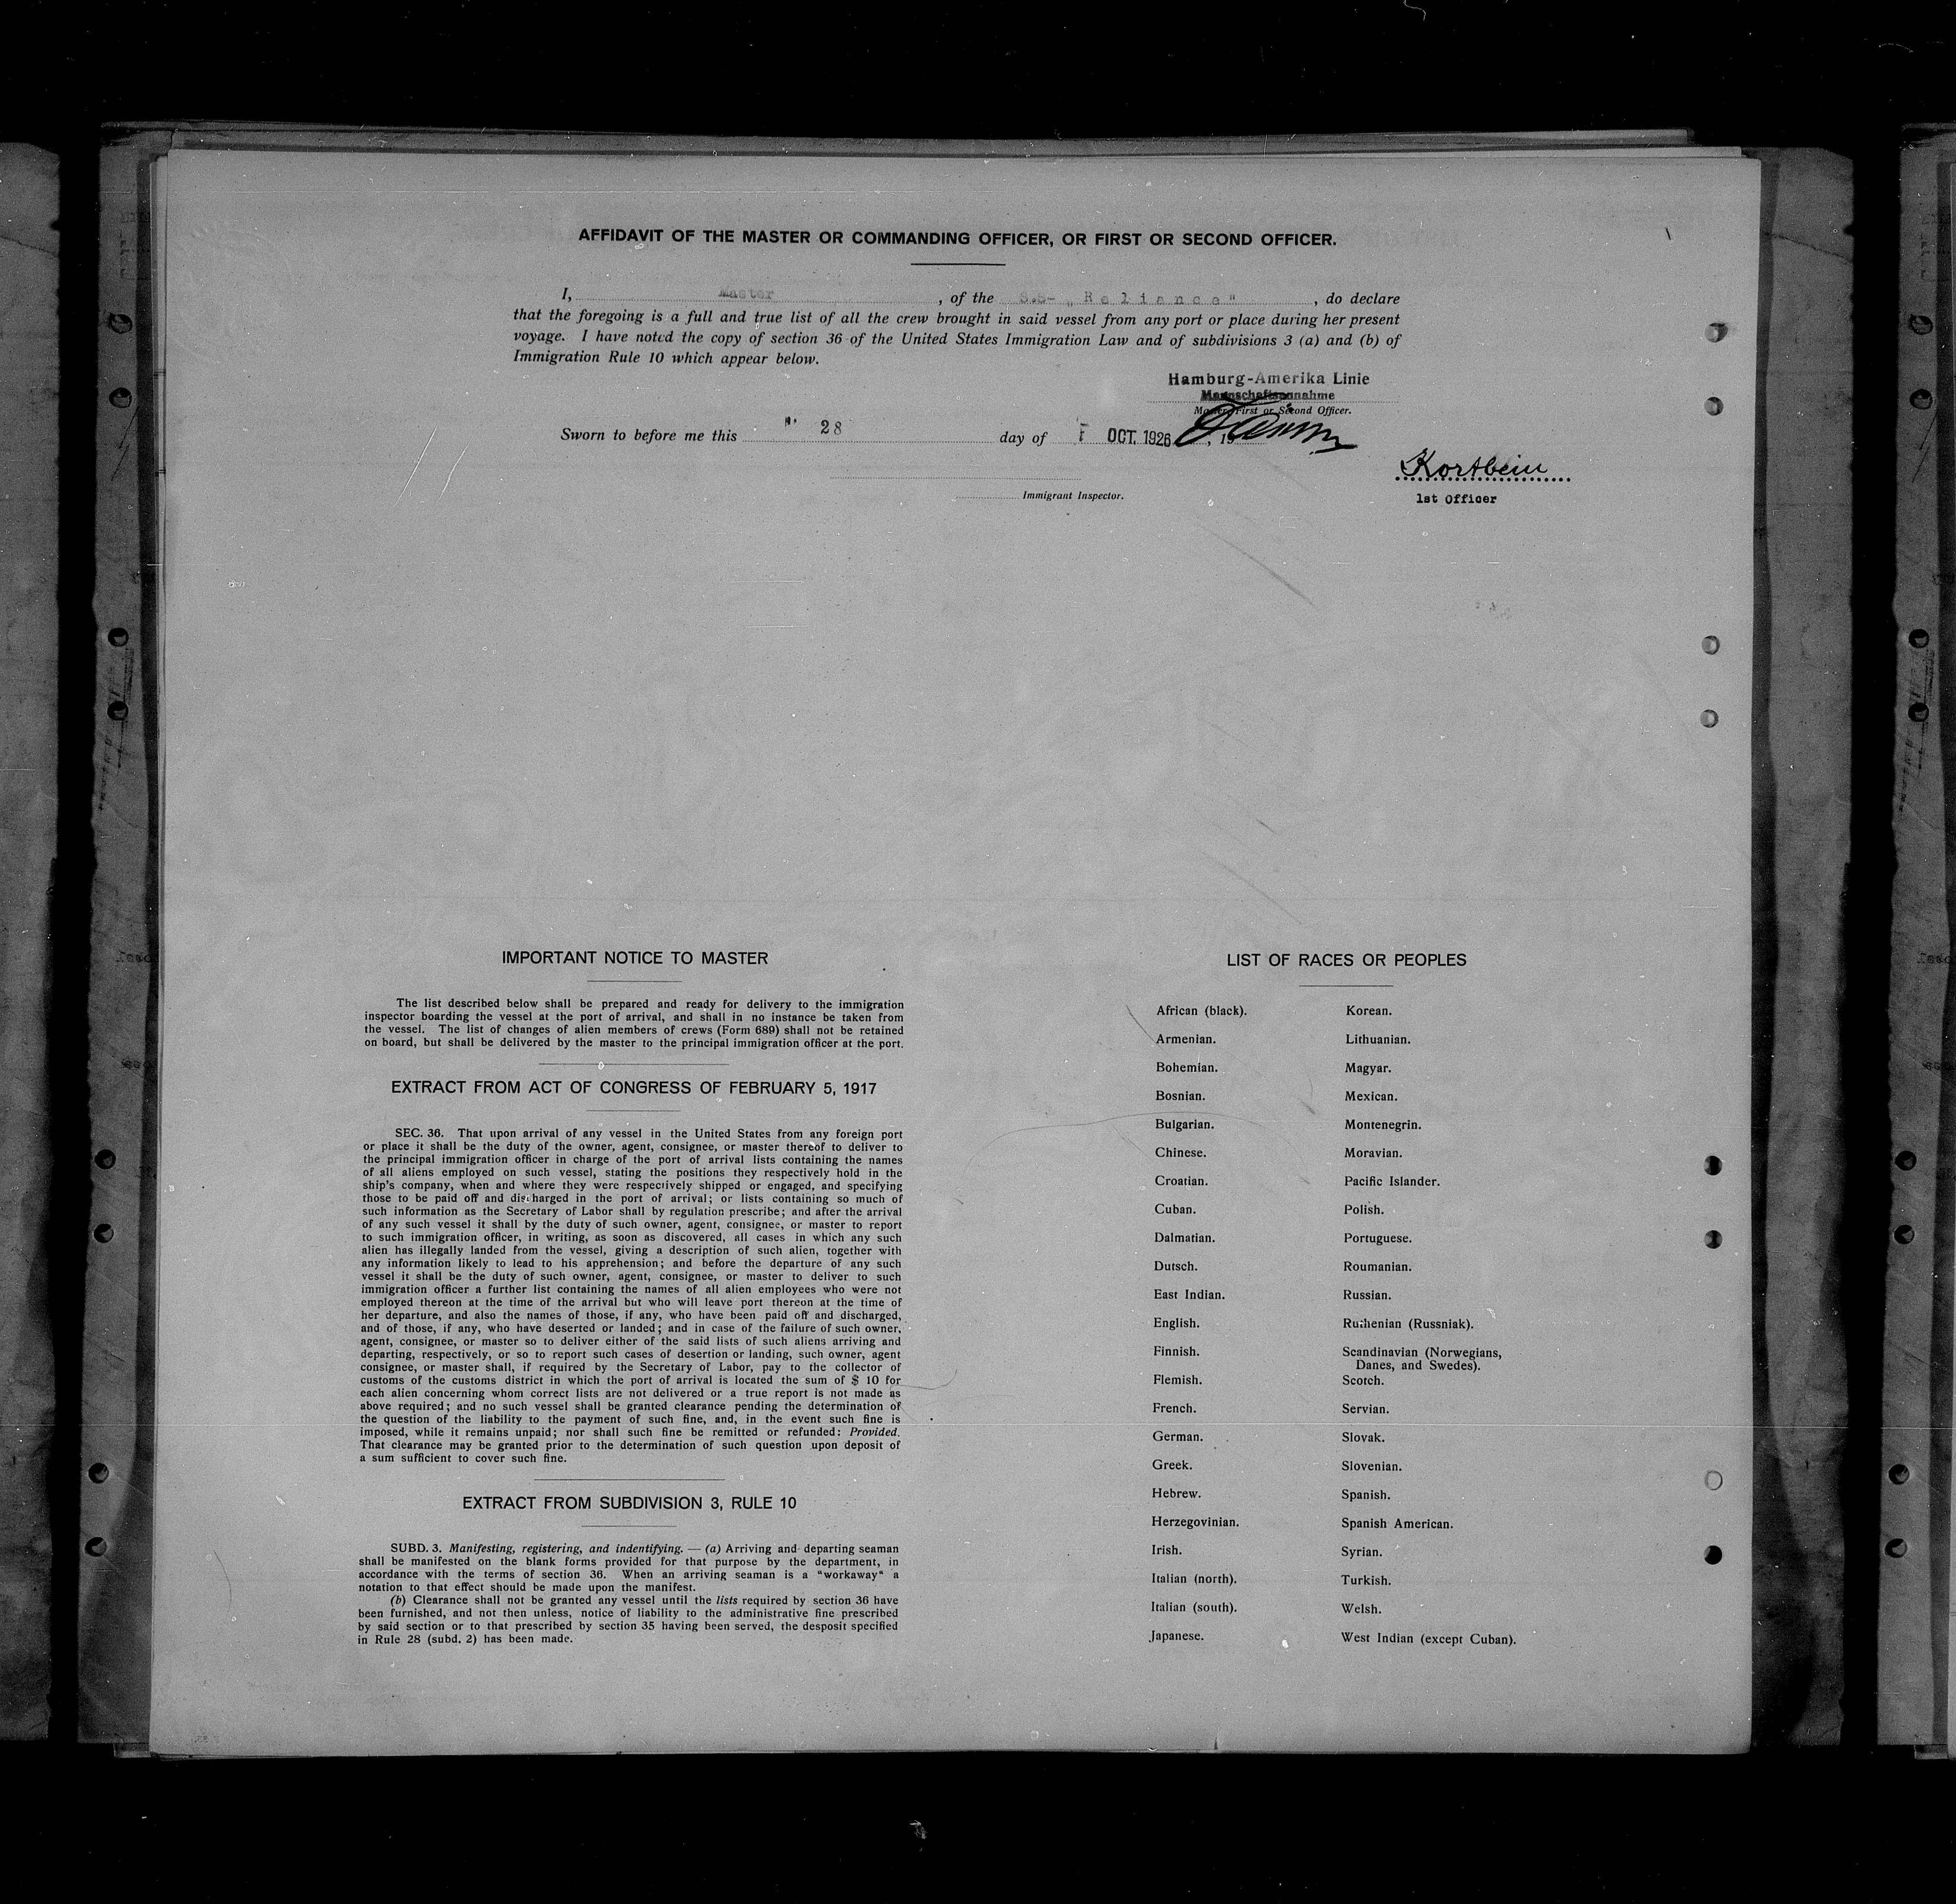 AFFIDAVIT OF THE MASTER OR COMMANDING OFFICER, OR FIRST OR SECOND OFFICER.
I, Master, of the S.S- „Reliance", do declare
that the foregoing is a full and true list of all the crew brought in said vessel from any port or place during her present
voyage. I have noted the copy of section 36 of the United States Immigration Law and of subdivisions 3 (a) and (b) of
Immigration Rule 10 which appear below.
Hamburg-Amerika Linie
Mannschaftsannahme
Master, First or Second Officer.
Sworn to before me this 28 day of OCT. 1926, 19
Kortbein
1st Officer
Immigrant Inspector.
IMPORTANT NOTICE TO MASTER
The list described below shall be prepared and ready for delivery to the immigration
inspector boarding the vessel at the port of arrival, and shall in no instance be taken from
the vessel. The list of changes of alien members of crews (Form 689) shall not be retained
on board, but shall be delivered by the master to the principal immigration officer at the port.
EXTRACT FROM ACT OF CONGRESS OF FEBRUARY 5, 1917
SEC. 36. That upon arrival of any vessel in the United States from any foreign port
or place it shall be the duty of the owner, agent, consignee, or master thereof to deliver to
the principal immigration officer in charge of the port of arrival lists containing the names
of all aliens employed on such vessel, stating the positions they respectively hold in the
ship's company, when and where they were respectively shipped or engaged, and specifying
those to be paid off and discharged in the port of arrival; or lists containing so much of
such information as the Secretary of Labor shall by regulation prescribe; and after the arrival
of any such vessel it shall by the duty of such owner, agent, consignee, or master to report
to such immigration officer, in writing, as soon as discovered, all cases in which any such
alien has illegally landed from the vessel, giving a description of such alien, together with
any information likely to lead to his apprehension; and before the departure of any such
vessel it shall be the duty of such owner, agent, consignee, or master to deliver to such
immigration officer a further list containing the names of all alien employees who were not
employed thereon at the time of the arrival but who will leave port thereon at the time of
her departure, and also the names of those, if any, who have been paid off and discharged,
and of those, if any, who have deserted or landed; and in case of the failure of such owner,
agent, consignee, or master so to deliver either of the said lists of such aliens arriving and
departing, respectively, or so to report such cases of desertion or landing, such owner, agent
consignee, or master shall, if required by the Secretary of Labor, pay to the collector of
customs of the customs district in which the port of arrival is located the sum of $ 10 for
each alien concerning whom correct lists are not delivered or a true report is not made as
above required; and no such vessel shall be granted clearance pending the determination of
the question of the liability to the payment of such fine, and, in the event such fine is
imposed, while it remains unpaid; nor shall such fine be remitted or refunded: Provided.
That clearance may be granted prior to the determination of such question upon deposit of
a sum sufficient to cover such fine.
EXTRACT FROM SUBDIVISION 3, RULE 10
SUBD. 3. Manifesting, registering, and indentifying. — (a) Arriving and departing seaman
shall be manifested on the blank forms provided for that purpose by the department, in
accordance with the terms of section 36. When an arriving seaman is a "workaway" a
notation to that effect should be made upon the manifest.
(b) Clearance shall not be granted any vessel until the lists required by section 36 have
been furnished, and not then unless, notice of liability to the administrative fine prescribed
by said section or to that prescribed by section 35 having been served, the desposit specified
in Rule 28 (subd. 2) has been made.
LIST OF RACES OR PEOPLES
African (black).
Armenian.
Bohemian.
Bosnian.
Bulgarian.
Chinese.
Croatian.
Cuban.
Dalmatian.
Dutsch.
East Indian.
English.
Finnish.
Flemish.
French.
German.
Greek.
Hebrew.
Herzegovinian.
Irish.
Italian (north).
Italian (south).
Japanese.
Korean.
Lithuanian.
Magyar.
Mexican.
Montenegrin.
Moravian.
Pacific Islander.
Polish.
Portuguese.
Roumanian.
Russian.
Ruthenian (Russniak).
Scandinavian (Norwegians,
Danes, and Swedes).
Scotch.
Servian.
Slovak.
Slovenian.
Spanish.
Spanish American.
Syrian.
Turkish.
Welsh.
West Indian (except Cuban).